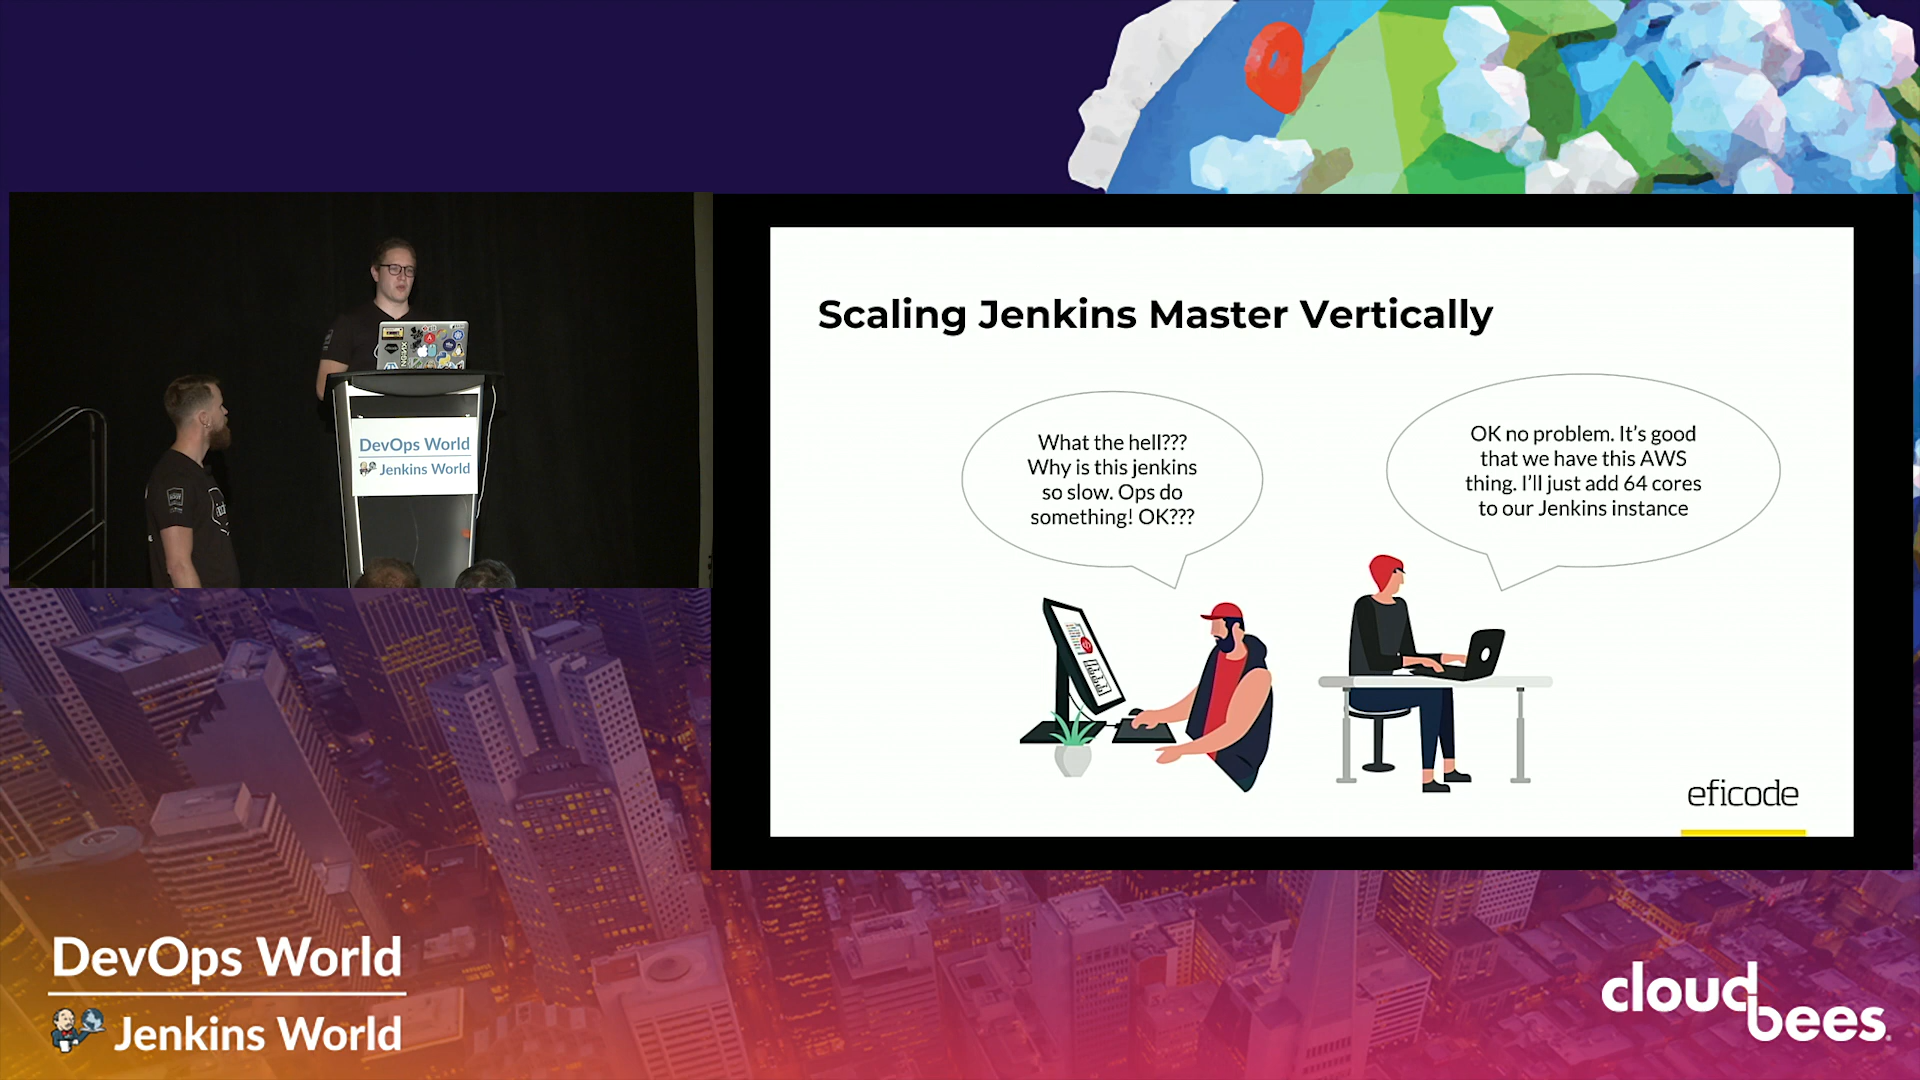 Scaling Jenkins Master Vertically
What the hell???
Why is this jenkins
so slow. Ops do
something! OK???
OK no problem. It's good
that we have this AWS
thing. I'll just add 64 cores
to our Jenkins instance
eficode
DevOps World
Jenkins World
DevOps World
Jenkins World
cloudbees